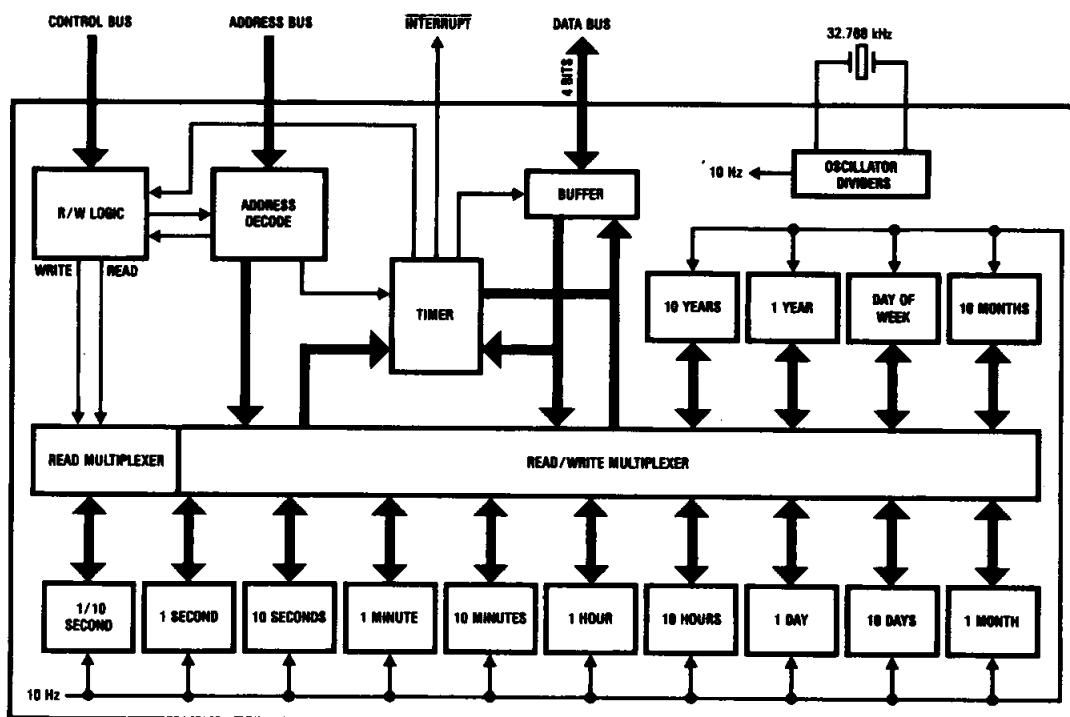 CONTROL BUS
ADDRESS BUS
INTERRUPT
DATA BUS
4 BITS
32.768 kHz
R/W LOGIC
ADDRESS
DECODE
BUFFER
10 Hz
OSCILLATOR
DIVIDERS
WRITE
READ
TIMER
10 YEARS
1 YEAR
DAY OF
WEEK
10 MONTHS
READ MULTIPLEXER
READ/WRITE MULTIPLEXER
1/10
SECOND
1 SECOND
10 SECONDS
1 MINUTE
10 MINUTES
1 HOUR
10 HOURS
1 DAY
10 DAYS
1 MONTH
10 Hz